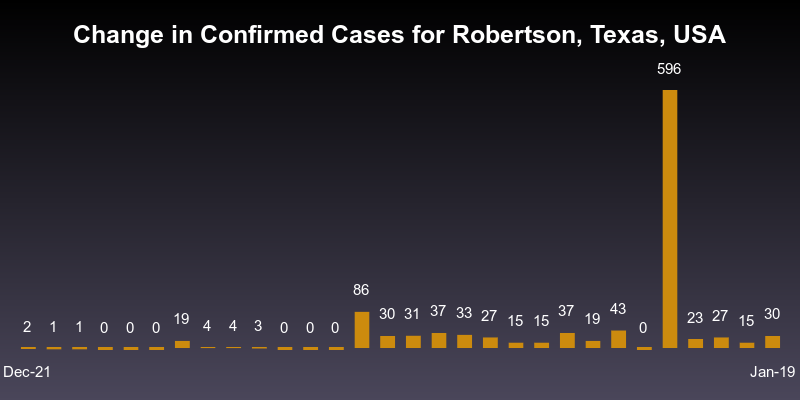 Change in Confirmed Cases for Robertson, Texas, USA
596
86
2 1 1 0 0 0 19 4 4 3 0 0 0 30 31 37 33 27 15 15 37 19 43 0 23 27 15 30
Dec-21 Jan-19